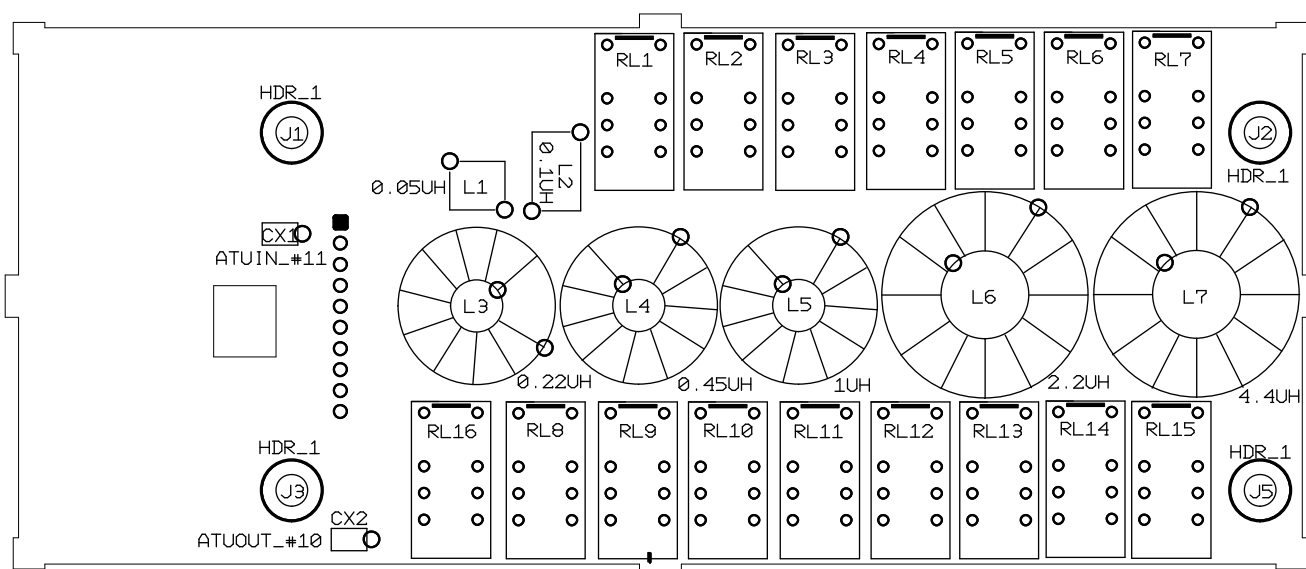 RL1
RL2
RL3
RL4
RL5
RL6
RL7
HDR_1
J1
J2
HDR_1
0.05UH
L1
0.1UH
L2
CX1
ATUIN_#11
L3
L4
L5
L6
L7
0.22UH
0.45UH
1UH
2.2UH
4.4UH
RL16
RL8
RL9
RL10
RL11
RL12
RL13
RL14
RL15
HDR_1
J3
HDR_1
J5
CX2
ATUOUT_#10